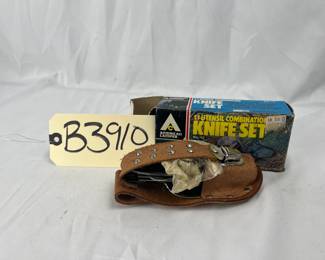 KNIFE
SET
11-UTENSIL COMBINATION
KNIFE SET
AMERICAN
CAMPER
B3910